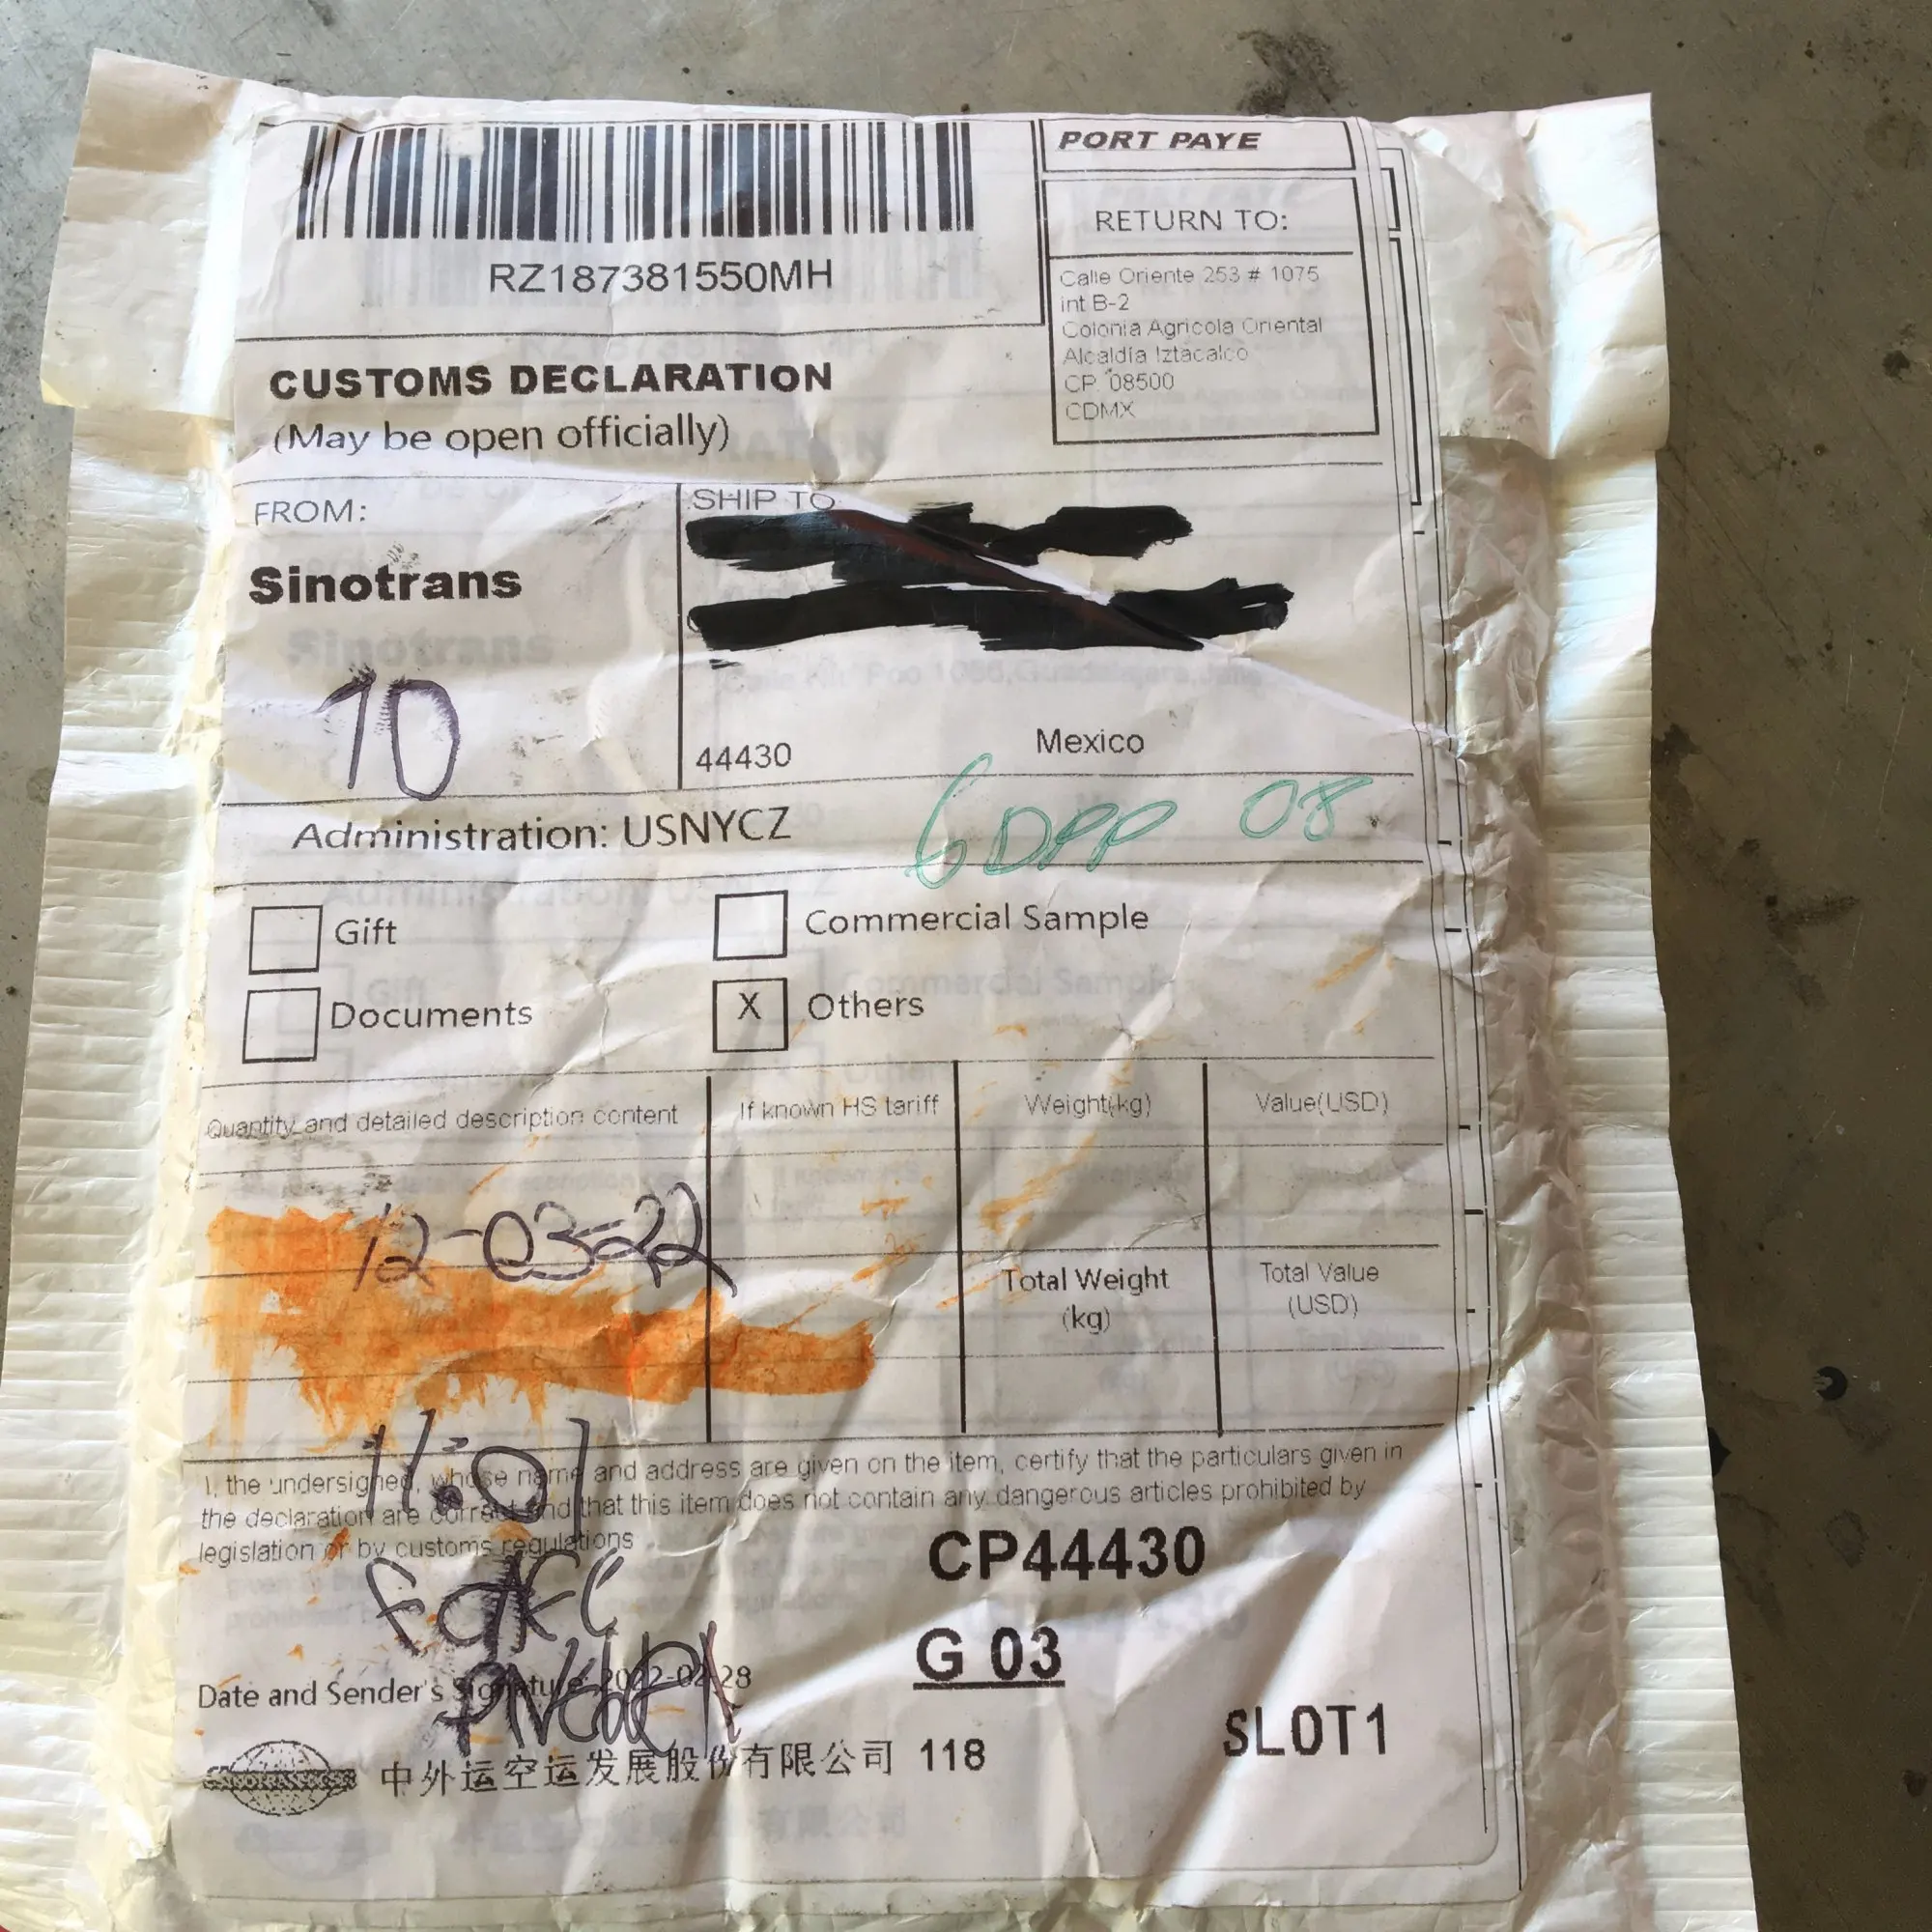 PORT PAYE
RZ187381550MH
RETURN TO:
Calle Oriente 253 # 1075
int B-2
Colonia Agricola Oriental
Alcaldía Iztacalco
CP. 08500
CDMX
CUSTOMS DECLARATION
(May be open officially)
FROM:
Sinotrans
10
SHIP TO
44430 Mexico
Administration: USNYCZ
GDPP 08
Gift
Commercial Sample
Documents
X Others
Quantity and detailed description content If known HS tariff Weight(kg) Value(USD)
12-03-22
Total Weight
(kg)
Total Value
(USD)
11:01
I, the undersigned, whose name and address are given on the item, certify that the particulars given in
the declaration are correct and that this item does not contain any dangerous articles prohibited by
legislation or by customs regulations
CP44430
G 03
Date and Sender's Signature 2022-02-28
SLOT1
中外运空运发展股份有限公司 118